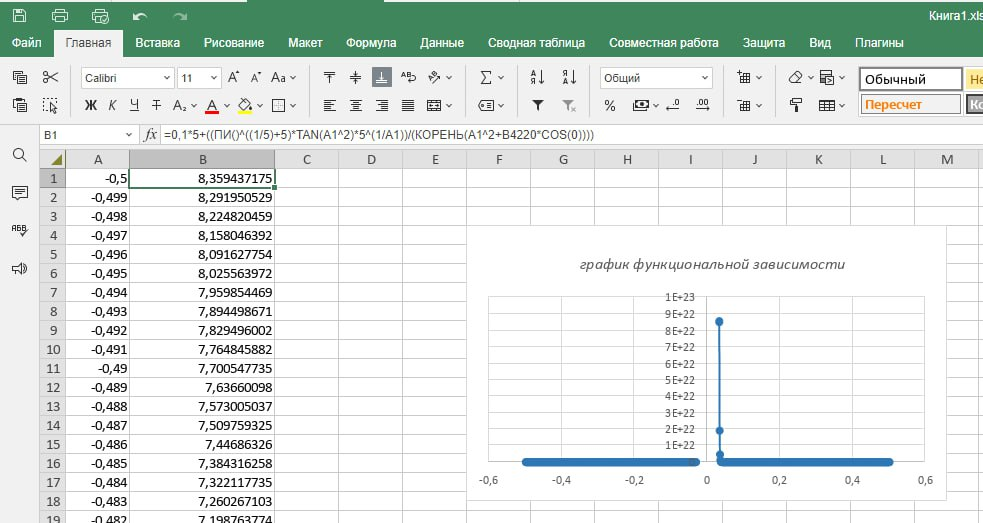 Книга1.xls
Файл Главная Вставка Рисование Макет Формула Данные Сводная таблица Совместная работа Защита Вид Плагины
Calibri 11 Общий Обычный
Ж К Ч Т Пересчет
B1 fx =0,1*5+((ПИ()^((1/5)+5)*TAN(A1^2)*5^(1/A1))/(КОРЕНЬ(A1^2+B4220*COS(0))))
A B C D E F G H I J K L M
1 -0,5 8,359437175
2 -0,499 8,291950529
3 -0,498 8,224820459
4 -0,497 8,158046392
5 -0,496 8,091627754
6 -0,495 8,025563972
7 -0,494 7,959854469
8 -0,493 7,894498671
9 -0,492 7,829496002
10 -0,491 7,764845882
11 -0,49 7,700547735
12 -0,489 7,63660098
13 -0,488 7,573005037
14 -0,487 7,509759325
15 -0,486 7,44686326
16 -0,485 7,384316258
17 -0,484 7,322117735
18 -0,483 7,260267103
19 -0,482 7,198763774
график функциональной зависимости
1E+23
9E+22
8E+22
7E+22
6E+22
5E+22
4E+22
3E+22
2E+22
1E+22
-0,6 -0,4 -0,2 0 0,2 0,4 0,6